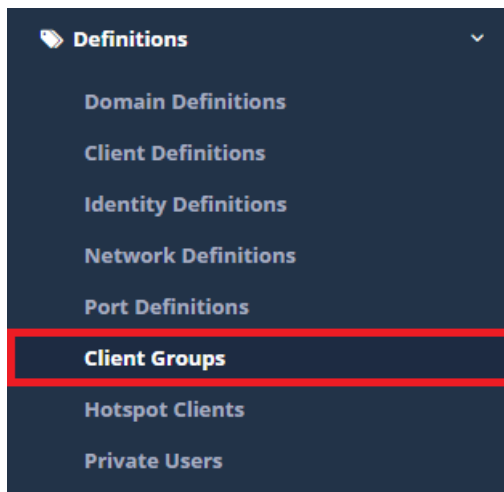 Definitions
Domain Definitions
Client Definitions
Identity Definitions
Network Definitions
Port Definitions
Client Groups
Hotspot Clients
Private Users